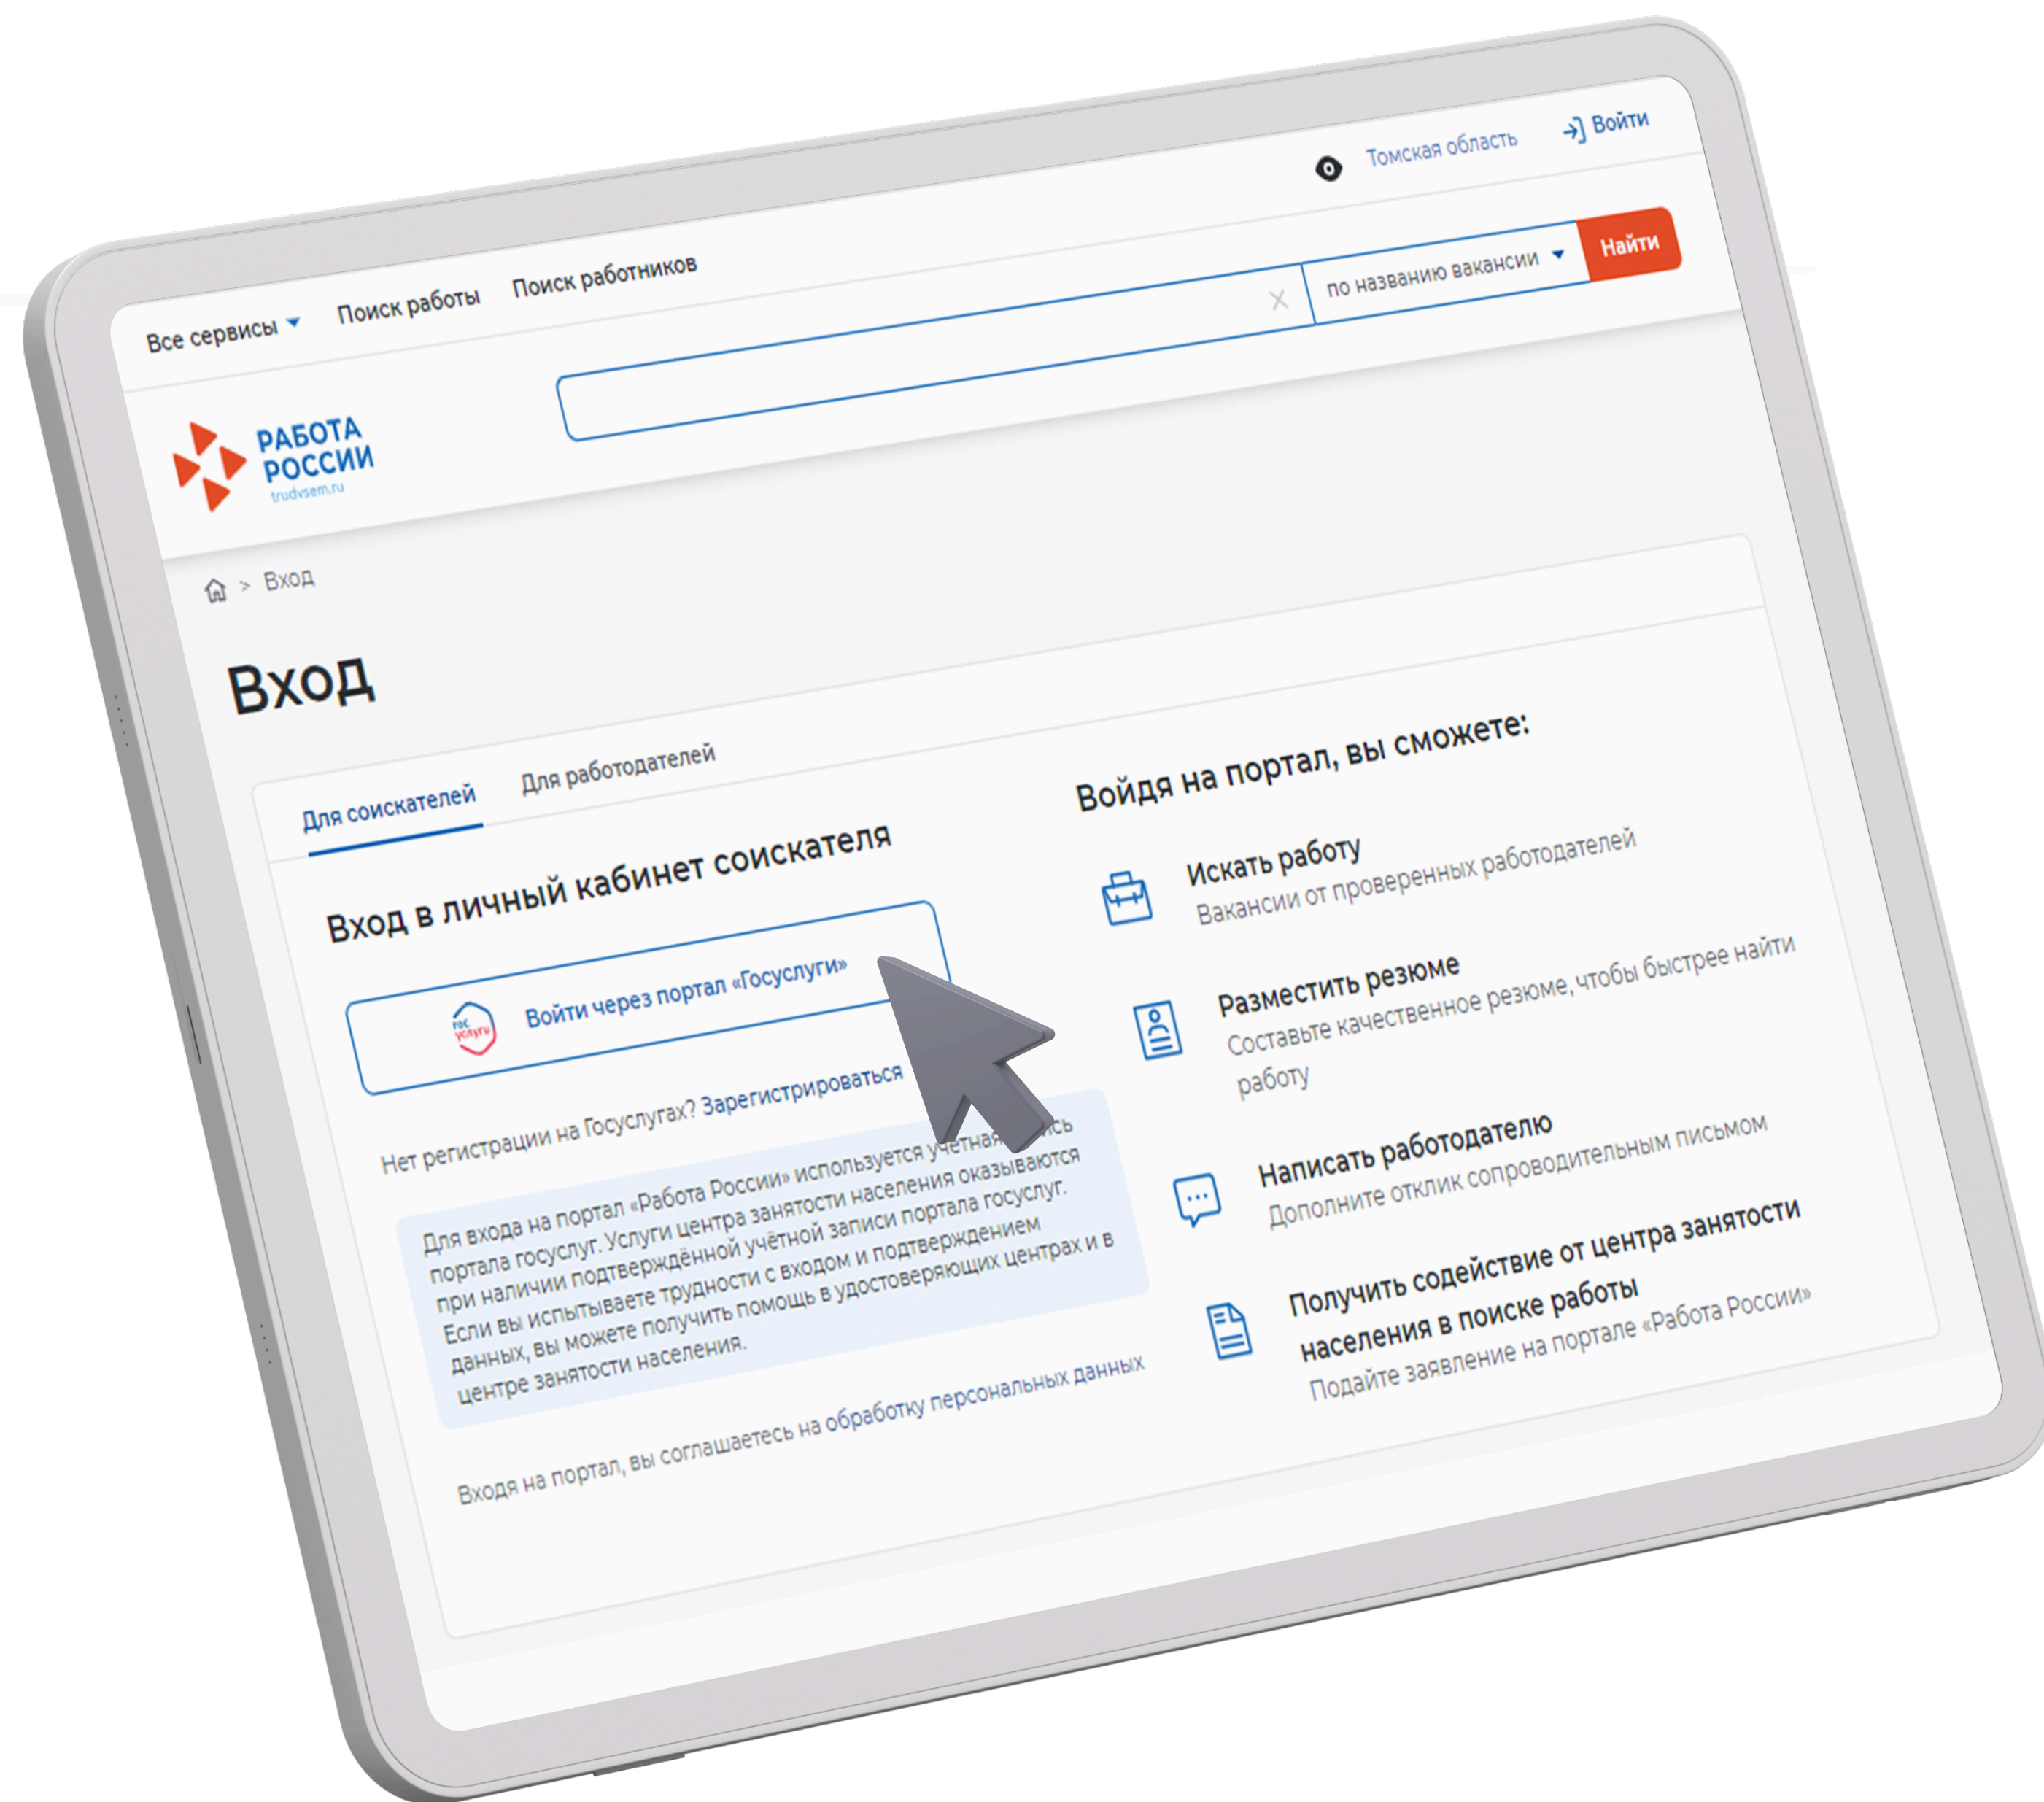 Все сервисы
Поиск работы
Поиск работников
Томская область
Войти
РАБОТА
РОССИИ
trudvsem.ru
по названию вакансии
Найти
> Вход
Вход
Для соискателей
Для работодателей
Вход в личный кабинет соискателя
гос
услуги
Войти через портал «Госуслуги»
Нет регистрации на Госуслугах? Зарегистрироваться
Для входа на портал «Работа России» используется учётная
портала госуслуг. Услуги центра занятости населения оказываются
при наличии подтверждённой учётной записи портала госуслуг.
Если вы испытываете трудности с входом и подтверждением
данных, вы можете получить помощь в удостоверяющих центрах и в
центре занятости населения.
Входя на портал, вы соглашаетесь на обработку персональных данных
Войдя на портал, вы сможете:
Искать работу
Вакансии от проверенных работодателей
Разместить резюме
Составьте качественное резюме, чтобы быстрее найти
работу
Написать работодателю
Дополните отклик сопроводительным письмом
Получить содействие от центра занятости
населения в поиске работы
Подайте заявление на портале «Работа России»